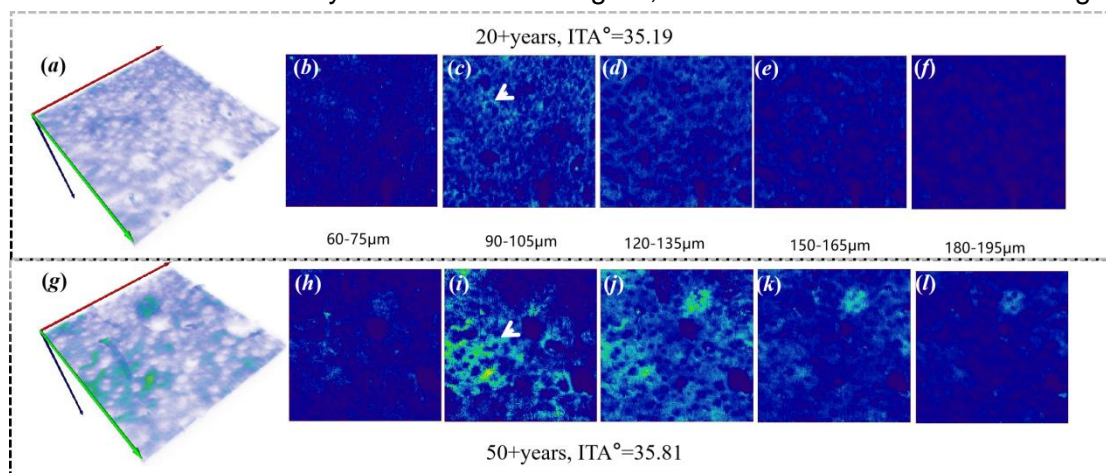 20+years, ITA°=35.19
(a)
(b)
(c)
(d)
(e)
(f)
60-75μm
90-105μm
120-135μm
150-165μm
180-195μm
(g)
(h)
(i)
(j)
(k)
(l)
50+years, ITA°=35.81